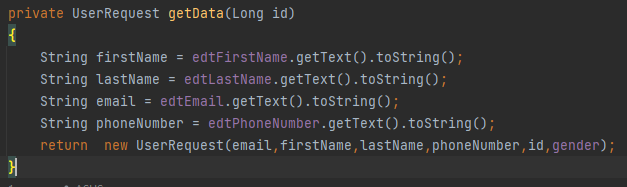 private UserRequest getData(Long id)
{
String firstName = edtFirstName.getText().toString();
String lastName = edtLastName.getText().toString();
String email = edtEmail.getText().toString();
String phoneNumber = edtPhoneNumber.getText().toString();
return  new UserRequest(email,firstName,lastName,phoneNumber,id,gender);
}